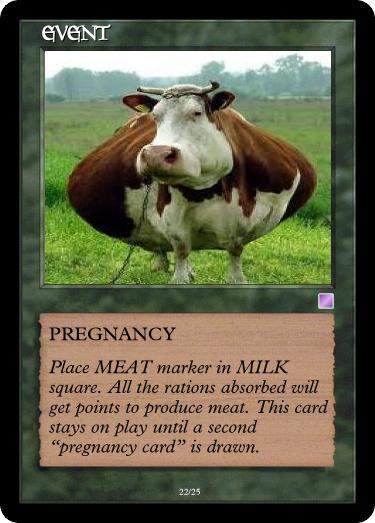 EVENT
PREGNANCY
Place MEAT marker in MILK
square. All the rations absorbed will
get points to produce meat. This card
stays on play until a second
“pregnancy card” is drawn.
22/25